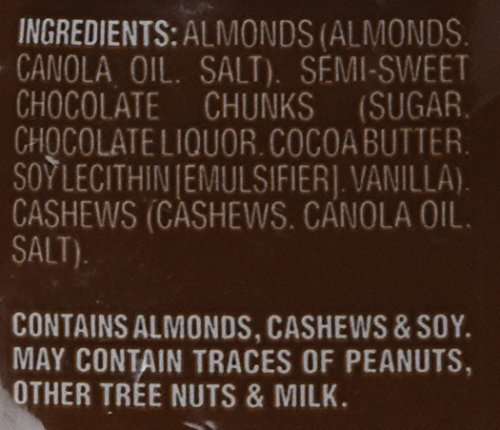 INGREDIENTS: ALMONDS (ALMONDS.
CANOLA OIL. SALT). SEMI-SWEET
CHOCOLATE CHUNKS (SUGAR.
CHOCOLATE LIQUOR. COCOA BUTTER.
SOY LECITHIN [EMULSIFIER]. VANILLA).
CASHEWS (CASHEWS. CANOLA OIL.
SALT).
CONTAINS ALMONDS, CASHEWS & SOY.
MAY CONTAIN TRACES OF PEANUTS,
OTHER TREE NUTS & MILK.